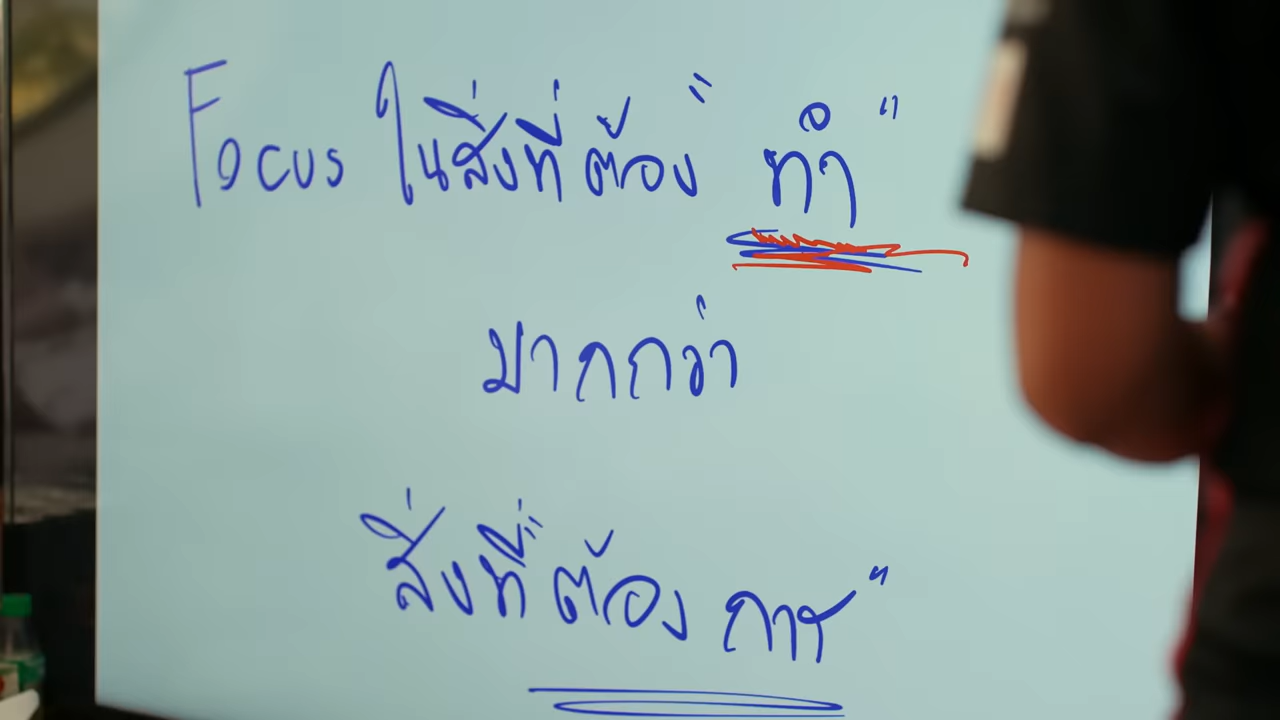 Focus ในสิ่งที่ต้อง " ทำ "
มากกว่า
สิ่งที่ " ต้องการ "